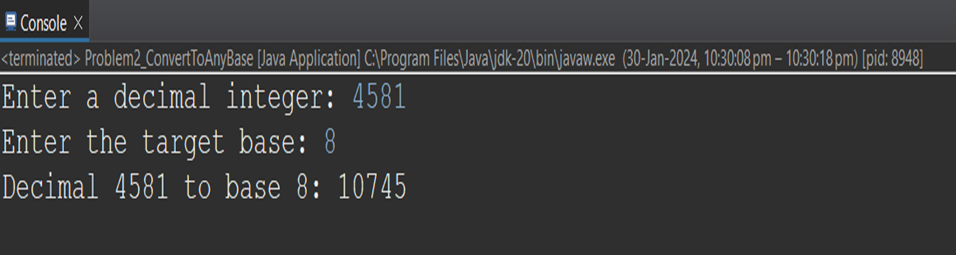 Console
<terminated> Problem2_ConvertToAnyBase [Java Application] C:\Program Files\Java\jdk-20\bin\javaw.exe (30-Jan-2024, 10:30:08 pm – 10:30:18 pm) [pid: 8948]
Enter a decimal integer: 4581
Enter the target base: 8
Decimal 4581 to base 8: 10745